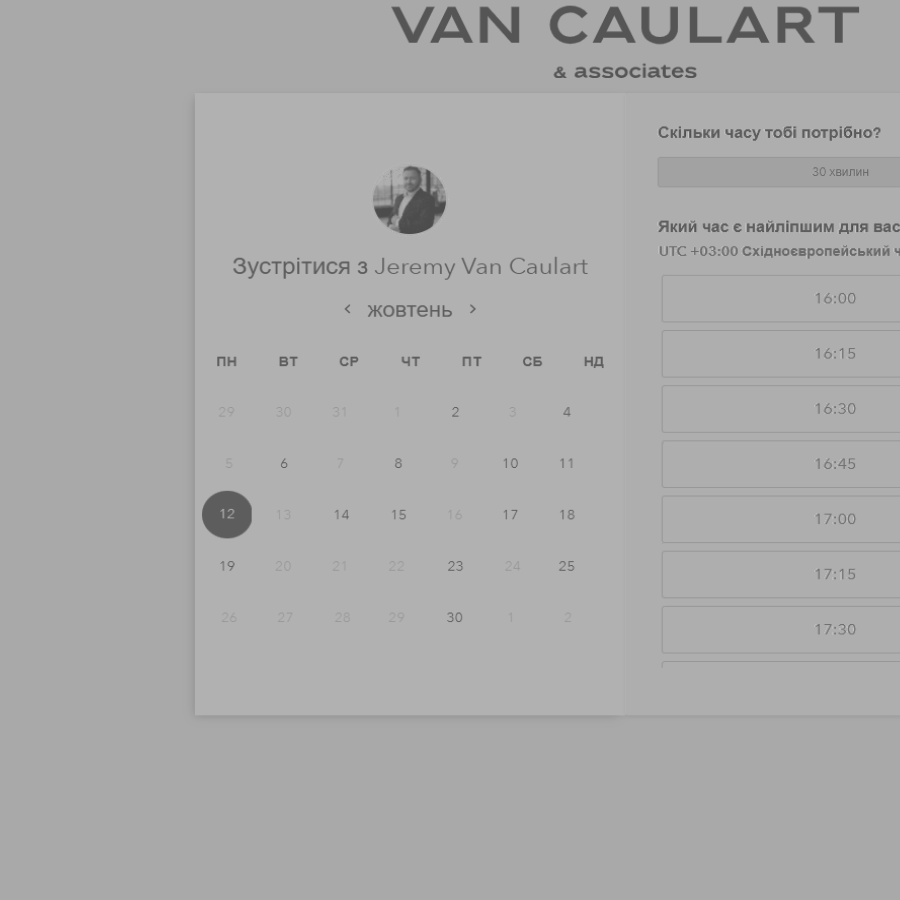 VAN CAULART
& associates
Зустрітися з Jeremy Van Caulart
жовтень
ПН ВТ СР ЧТ ПТ СБ НД
29 30 31 1 2 3 4
5 6 7 8 9 10 11
12 13 14 15 16 17 18
19 20 21 22 23 24 25
26 27 28 29 30 1 2
Скільки часу тобі потрібно?
30 хвилин
Який час є найліпшим для вас
UTC +03:00 Східноєвропейський ч
16:00
16:15
16:30
16:45
17:00
17:15
17:30